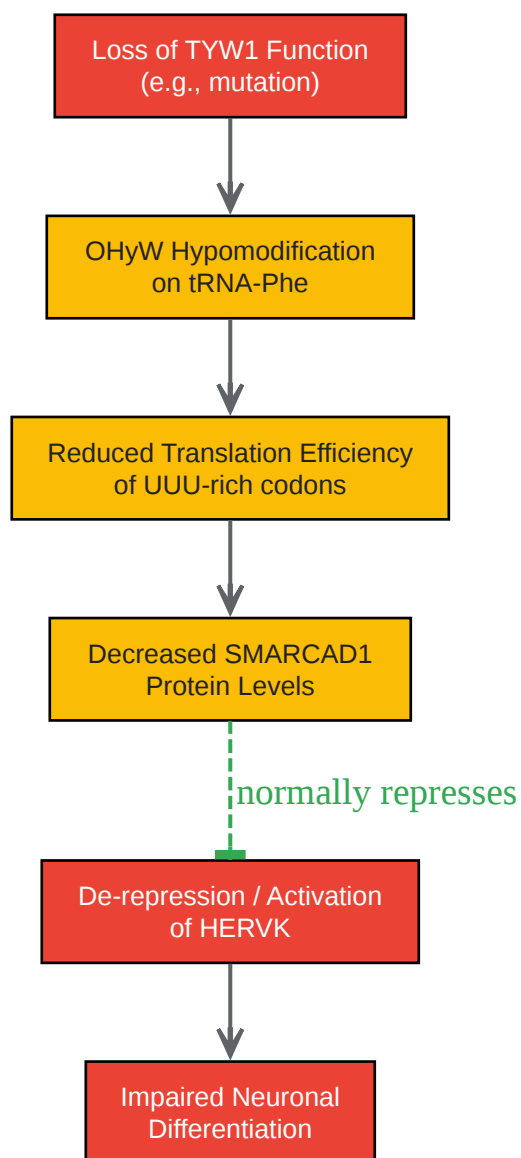 Loss of TYW1 Function
(e.g., mutation)
OHyW Hypomodification
on tRNA-Phe
Reduced Translation Efficiency
of UUU-rich codons
Decreased SMARCAD1
Protein Levels
normally represses
De-repression / Activation
of HERVK
Impaired Neuronal
Differentiation